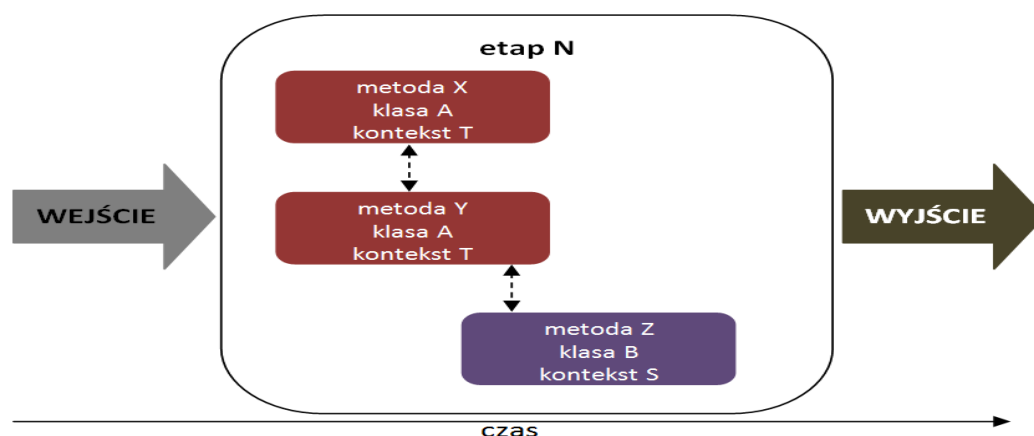 etap N
metoda X
klasa A
kontekst T
WEJŚCIE
metoda Y
klasa A
kontekst T
WYJŚCIE
metoda Z
klasa B
kontekst S
czas